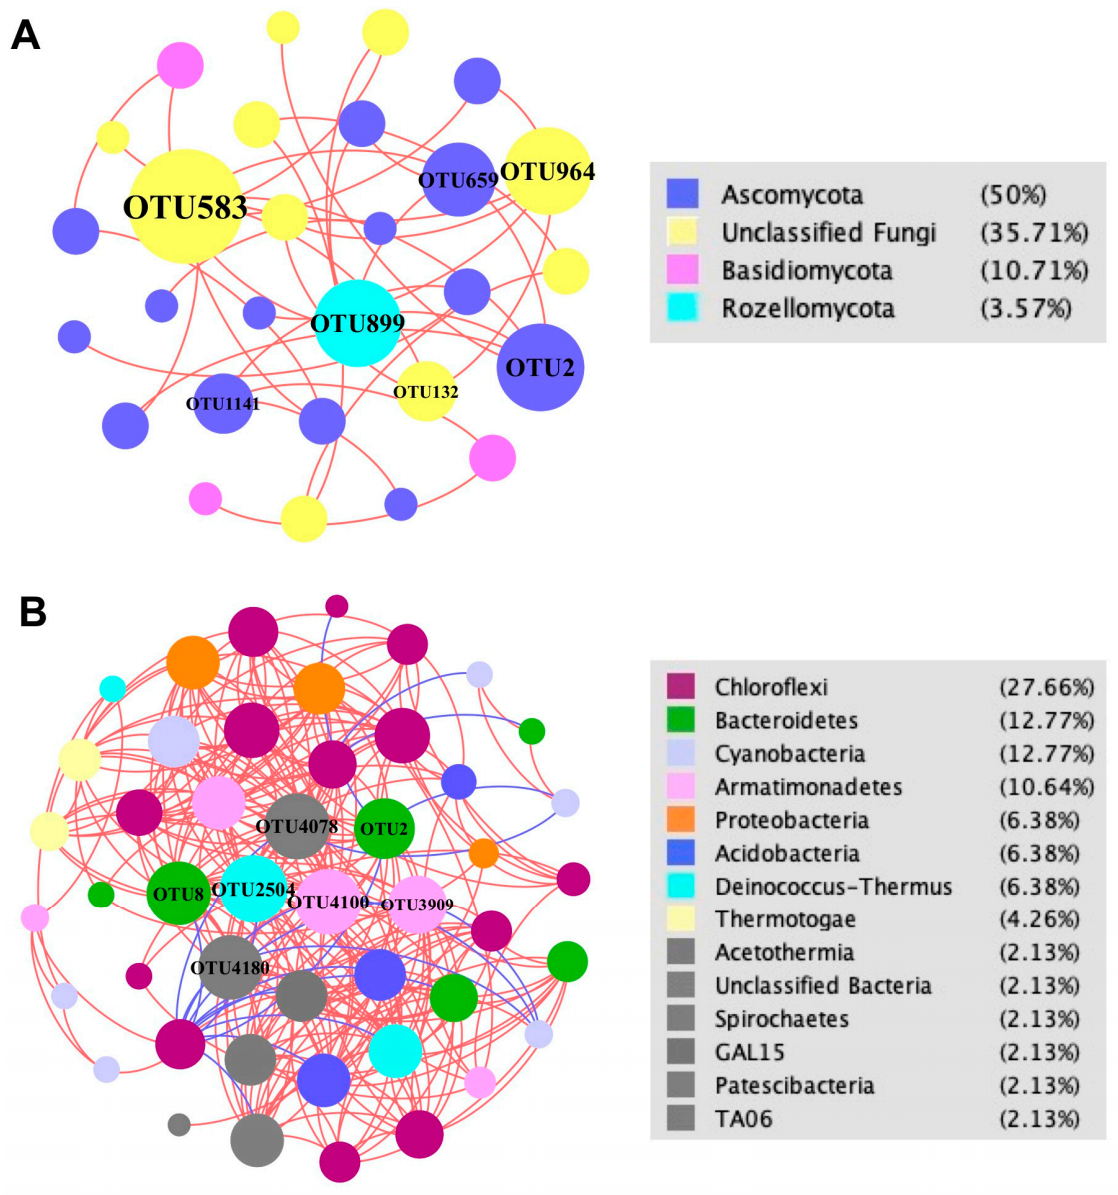 A
OTU583
OTU659
OTU964
OTU899
OTU2
OTU132
OTU1141
Ascomycota (50%)
Unclassified Fungi (35.71%)
Basidiomycota (10.71%)
Rozellomycota (3.57%)
B
OTU4078
OTU2
OTU8
OTU2504
OTU4100
OTU3909
OTU4180
Chloroflexi (27.66%)
Bacteroidetes (12.77%)
Cyanobacteria (12.77%)
Armatimonadetes (10.64%)
Proteobacteria (6.38%)
Acidobacteria (6.38%)
Deinococcus-Thermus (6.38%)
Thermotogae (4.26%)
Acetothermia (2.13%)
Unclassified Bacteria (2.13%)
Spirochaetes (2.13%)
GAL15 (2.13%)
Patescibacteria (2.13%)
TA06 (2.13%)